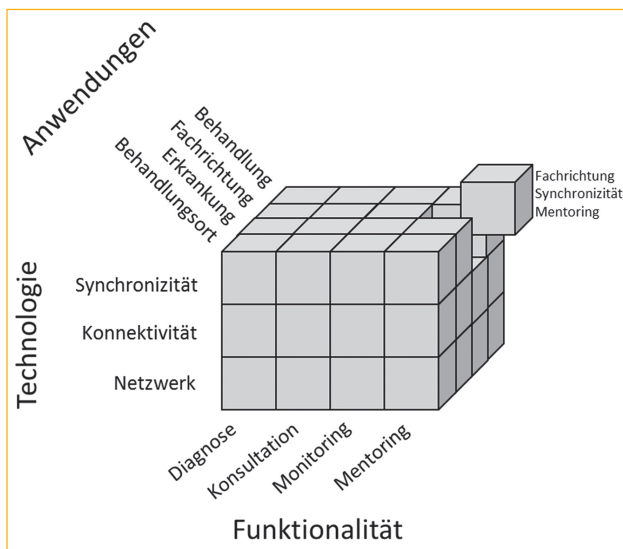 Anwendungen
Behandlung
Fachrichtung
Erkrankung
Behandlungsort
Fachrichtung
Synchronizität
Mentoring
Technologie
Synchronizität
Konnektivität
Netzwerk
Diagnose
Konsultation
Monitoring
Mentoring
Funktionalität